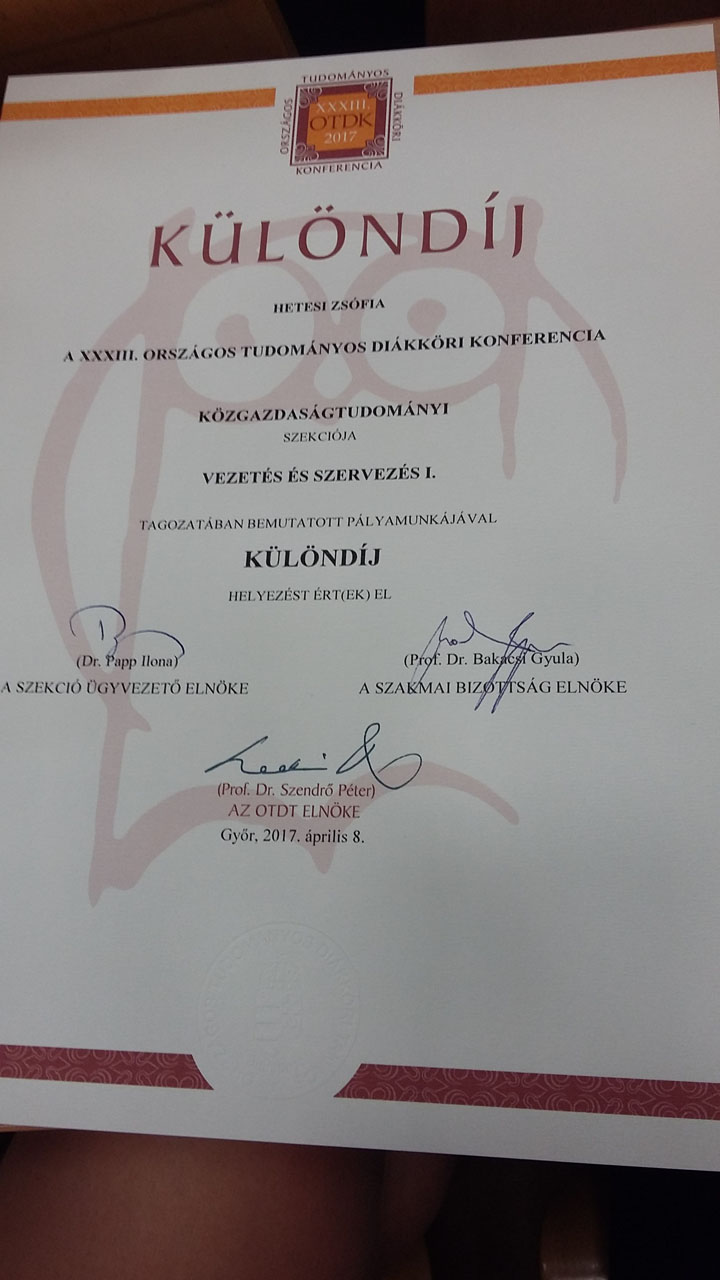 TUDOMÁNYOS
ORSZÁGOS
XXXIII.
OTDK
2017
DIÁKKÖRI
KONFERENCIA
KÜLÖNDÍJ
HETESI ZSÓFIA
A XXXIII. ORSZÁGOS TUDOMÁNYOS DIÁKKÖRI KONFERENCIA
KÖZGAZDASÁGTUDOMÁNYI
SZEKCIÓJA
VEZETÉS ÉS SZERVEZÉS I.
TAGOZATÁBAN BEMUTATOTT PÁLYAMUNKÁJÁVAL
KÜLÖNDÍJ
HELYEZÉST ÉRT(EK) EL
(Dr. Papp Ilona)
A SZEKCIÓ ÜGYVEZETŐ ELNÖKE
(Prof. Dr. Bakacsi Gyula)
A SZAKMAI BIZOTTSÁG ELNÖKE
(Prof. Dr. Szendrő Péter)
AZ OTDT ELNÖKE
Győr, 2017. április 8.